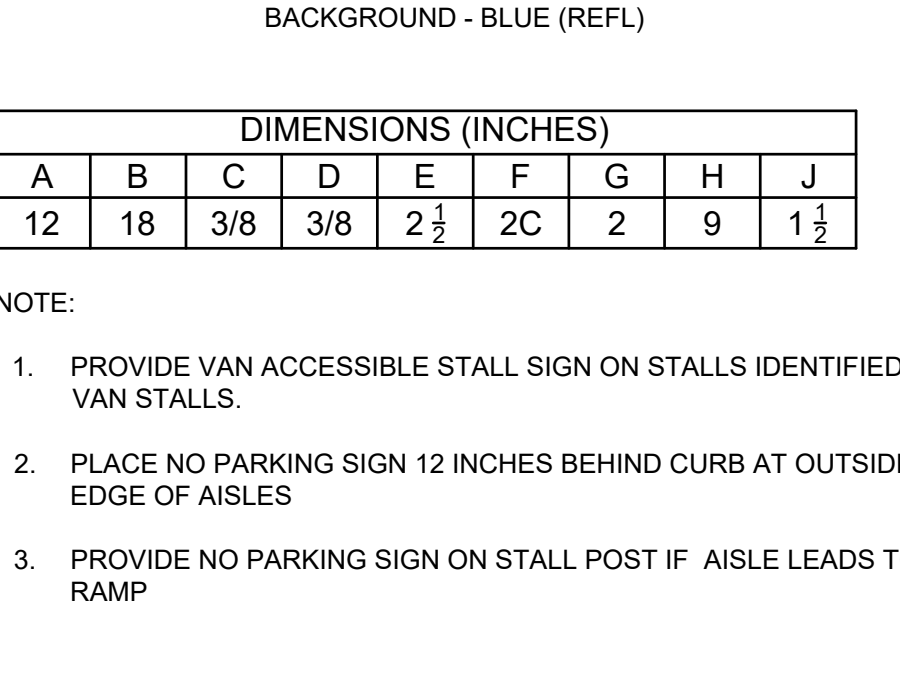 BACKGROUND - BLUE (REFL)
DIMENSIONS (INCHES)
A B C D E F G H J
12 18 3/8 3/8 2 1/2 2C 2 9 1 1/2
NOTE:
1. PROVIDE VAN ACCESSIBLE STALL SIGN ON STALLS IDENTIFIED
VAN STALLS.
2. PLACE NO PARKING SIGN 12 INCHES BEHIND CURB AT OUTSIDE
EDGE OF AISLES
3. PROVIDE NO PARKING SIGN ON STALL POST IF AISLE LEADS T
RAMP